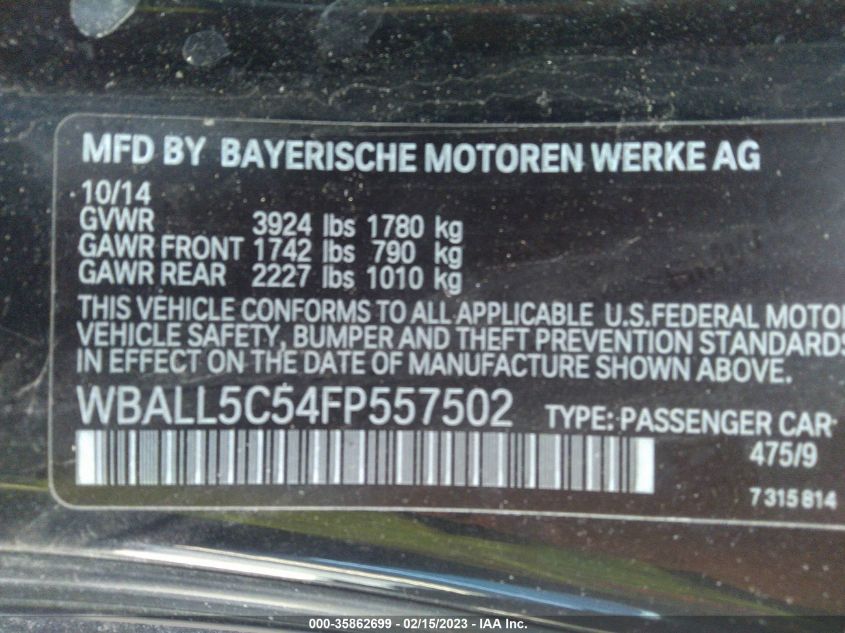 MFD BY BAYERISCHE MOTOREN WERKE AG
10/14
GVWR 3924 lbs 1780 kg
GAWR FRONT 1742 lbs 790 kg
GAWR REAR 2227 lbs 1010 kg
THIS VEHICLE CONFORMS TO ALL APPLICABLE U.S.FEDERAL MOTO
VEHICLE SAFETY, BUMPER AND THEFT PREVENTION STANDARDS
IN EFFECT ON THE DATE OF MANUFACTURE SHOWN ABOVE.
WBALL5C54FP557502 TYPE: PASSENGER CAR
475/9
7 315 814
000-35862699 - 02/15/2023 - IAA Inc.